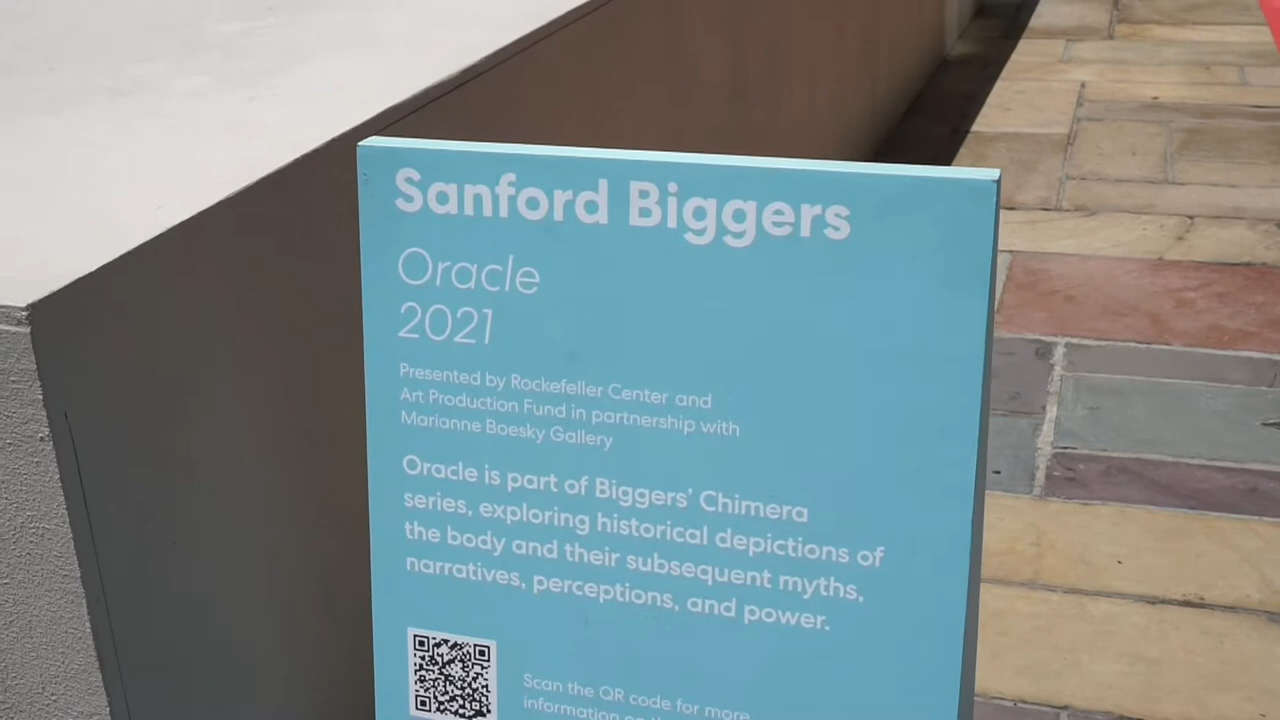 Sanford Biggers
Oracle
2021
Presented by Rockefeller Center and
Art Production Fund in partnership with
Marianne Boesky Gallery
Oracle is part of Biggers' Chimera
series, exploring historical depictions of
the body and their subsequent myths,
narratives, perceptions, and power.
Scan the QR code for more
information on